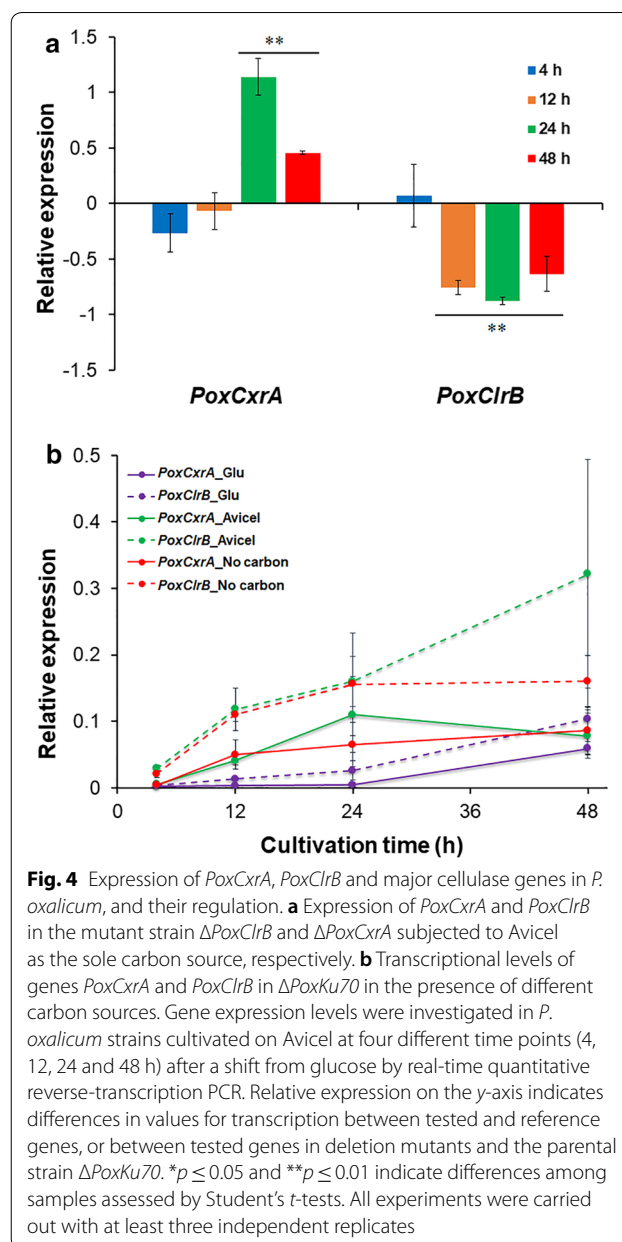 a
**
4 h
12 h
24 h
48 h
Relative expression
1.5
1
0.5
0
-0.5
-1
-1.5
**
PoxCxrA
PoxClrB
b
PoxCxrA_Glu
PoxClrB_Glu
PoxCxrA_Avicel
PoxClrB_Avicel
PoxCxrA_No carbon
PoxClrB_No carbon
Relative expression
0.5
0.4
0.3
0.2
0.1
0
0
12
24
36
48
Cultivation time (h)
Fig. 4 Expression of PoxCxrA, PoxClrB and major cellulase genes in P.
oxalicum, and their regulation. a Expression of PoxCxrA and PoxClrB
in the mutant strain ΔPoxClrB and ΔPoxCxrA subjected to Avicel
as the sole carbon source, respectively. b Transcriptional levels of
genes PoxCxrA and PoxClrB in ΔPoxKu70 in the presence of different
carbon sources. Gene expression levels were investigated in P.
oxalicum strains cultivated on Avicel at four different time points (4,
12, 24 and 48 h) after a shift from glucose by real-time quantitative
reverse-transcription PCR. Relative expression on the y-axis indicates
differences in values for transcription between tested and reference
genes, or between tested genes in deletion mutants and the parental
strain ΔPoxKu70. *p ≤ 0.05 and **p ≤ 0.01 indicate differences among
samples assessed by Student's t-tests. All experiments were carried
out with at least three independent replicates